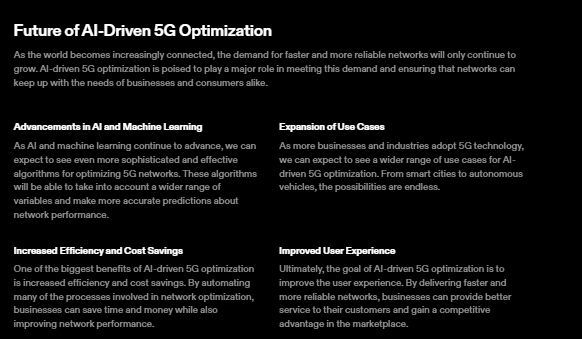 Future of AI-Driven 5G Optimization
As the world becomes increasingly connected, the demand for faster and more reliable networks will only continue to
grow. AI-driven 5G optimization is poised to play a major role in meeting this demand and ensuring that networks can
keep up with the needs of businesses and consumers alike.
Advancements in AI and Machine Learning
As AI and machine learning continue to advance, we can
expect to see even more sophisticated and effective
algorithms for optimizing 5G networks. These algorithms
will be able to take into account a wider range of
variables and make more accurate predictions about
network performance.
Expansion of Use Cases
As more businesses and industries adopt 5G technology,
we can expect to see a wider range of use cases for AI-
driven 5G optimization. From smart cities to autonomous
vehicles, the possibilities are endless.
Increased Efficiency and Cost Savings
One of the biggest benefits of AI-driven 5G optimization
is increased efficiency and cost savings. By automating
many of the processes involved in network optimization,
businesses can save time and money while also
improving network performance.
Improved User Experience
Ultimately, the goal of AI-driven 5G optimization is to
improve the user experience. By delivering faster and
more reliable networks, businesses can provide better
service to their customers and gain a competitive
advantage in the marketplace.